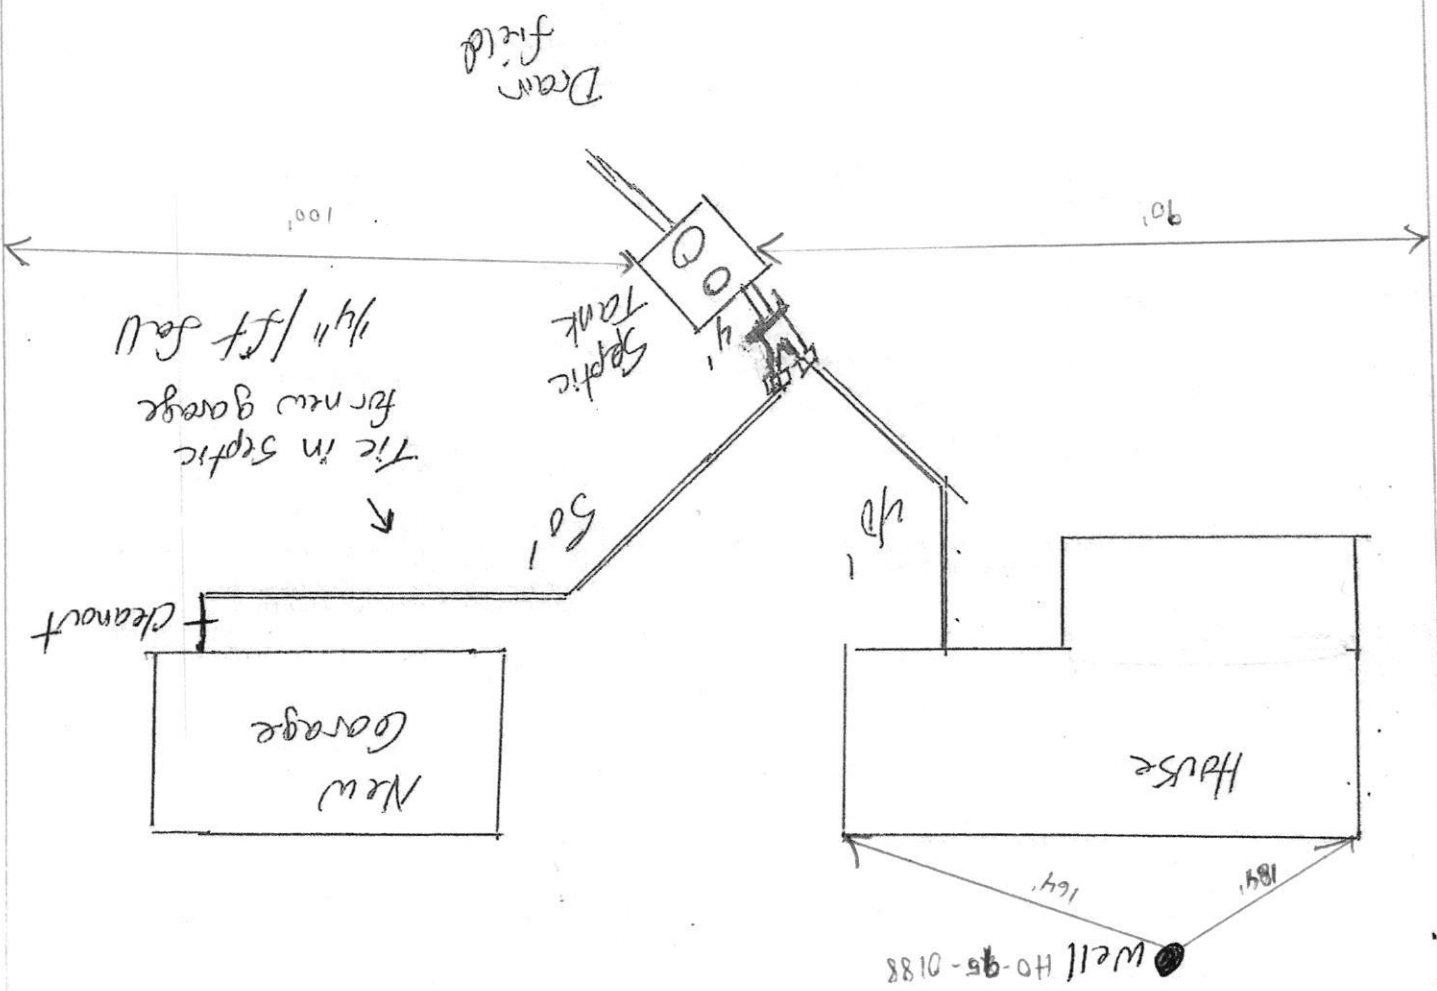 Well HO-95-0188
164'
184'
House
New
Garage
Cleanout
40'
50'
Tie in Septic
for new garage
1/4" / ft fall
4'
Septic
Tank
90'
100'
Drain
field